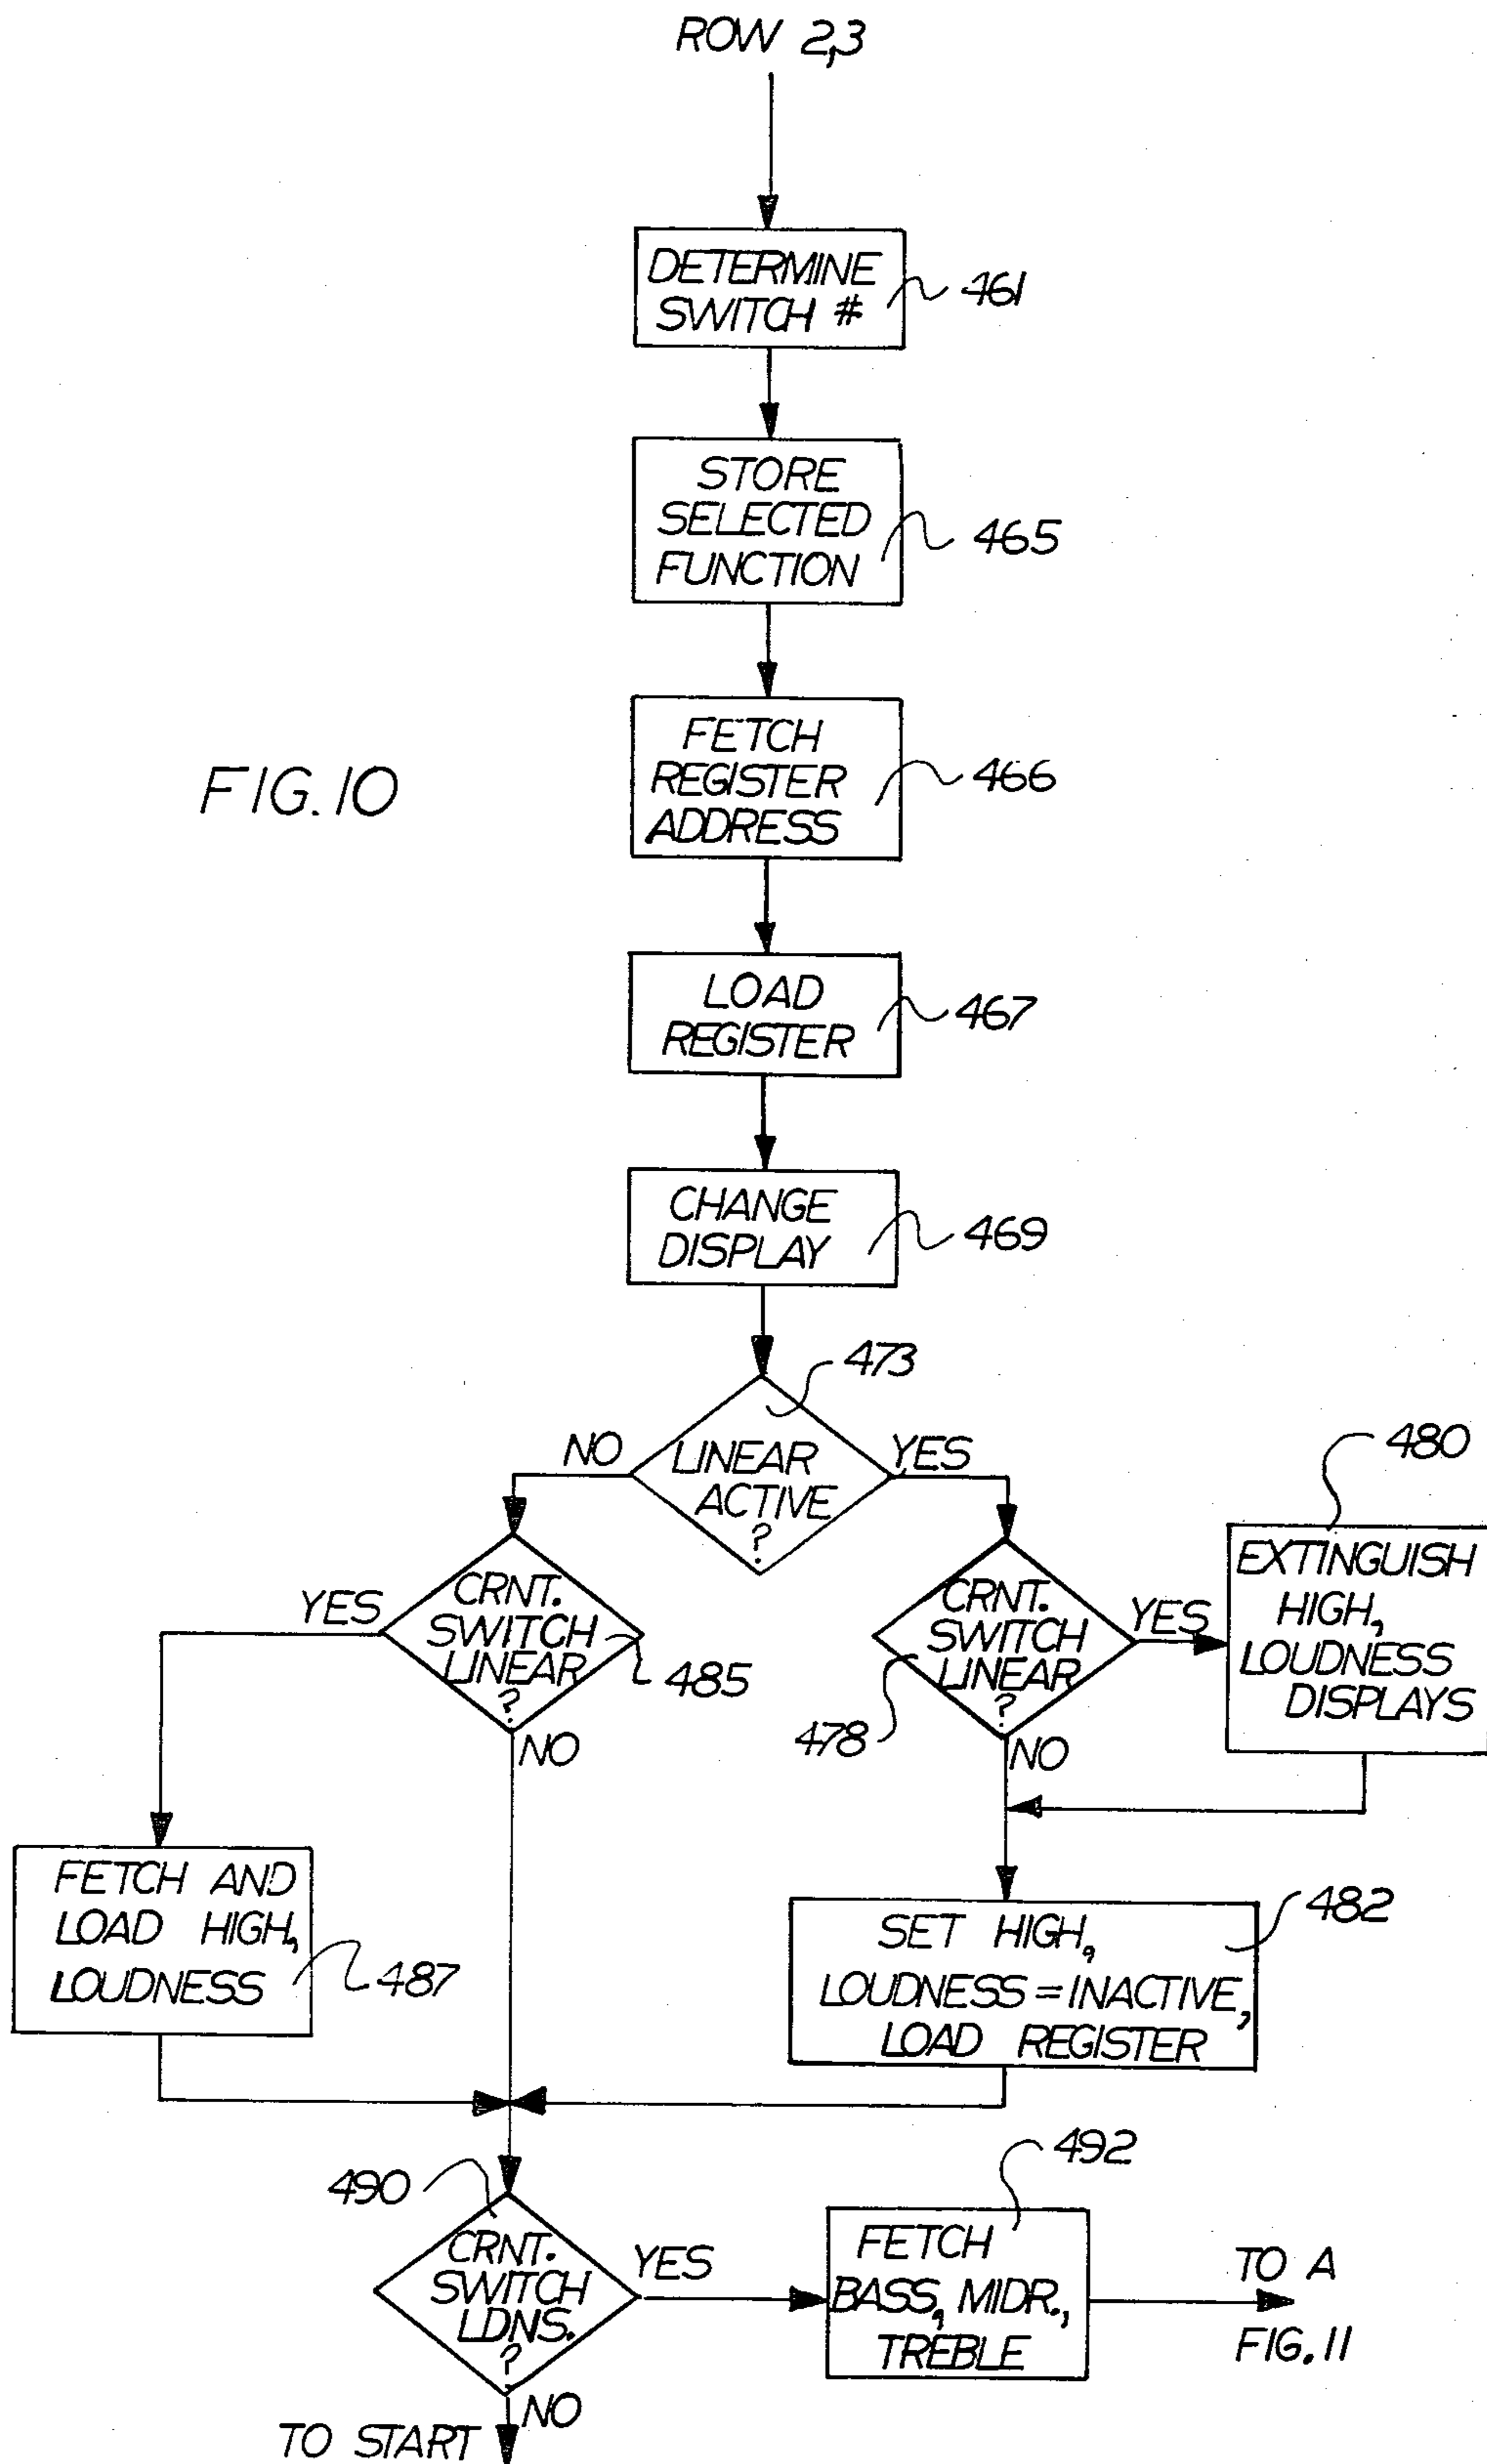 ROW 2,3
DETERMINE
SWITCH #
461
STORE
SELECTED
FUNCTION
465
FETCH
REGISTER
ADDRESS
466
FIG. 10
LOAD
REGISTER
467
CHANGE
DISPLAY
469
473
NO
LINEAR
ACTIVE
?
YES
480
YES
CRNT.
SWITCH
LINEAR
?
485
NO
CRNT.
SWITCH
LINEAR
?
478
YES
NO
EXTINGUISH
HIGH,
LOUDNESS
DISPLAYS
FETCH AND
LOAD HIGH,
LOUDNESS
487
SET HIGH,
LOUDNESS = INACTIVE,
LOAD REGISTER
482
490
CRNT.
SWITCH
LDNS.
?
YES
492
FETCH
BASS, MIDR.,
TREBLE
TO A
FIG. 11
NO
TO START